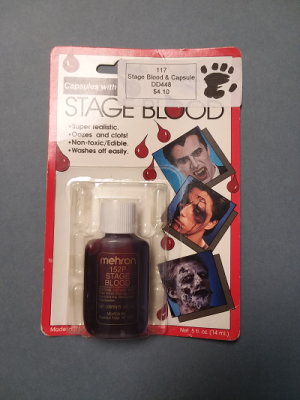 117
Stage Blood & Capsule
DD448
$4.10
Capsules with
STAGE BLOOD
•Super realistic.
•Oozes and clots!
•Non-toxic/Edible.
•Washes off easily.
mehron
152P
STAGE
BLOOD
Made
Net .5 fl. oz. (14 ml.)